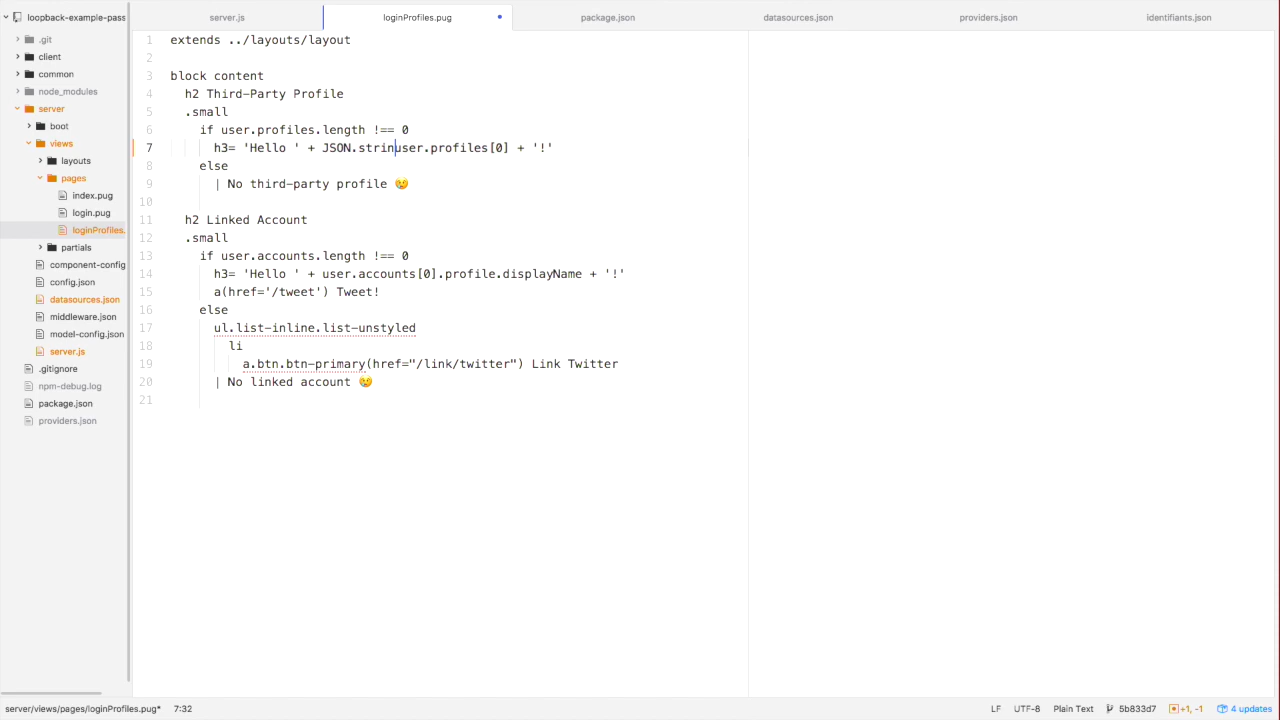 loopback-example-pass
server.js
loginProfiles.pug
package.json
datasources.json
providers.json
identifiants.json
.git
client
common
node_modules
server
boot
views
layouts
pages
index.pug
login.pug
loginProfiles.
partials
component-config
config.json
datasources.json
middleware.json
model-config.json
server.js
.gitignore
npm-debug.log
package.json
providers.json
1 extends ../layouts/layout
2
3 block content
4 h2 Third-Party Profile
5 .small
6 if user.profiles.length !== 0
7 h3= 'Hello ' + JSON.strinuser.profiles[0] + '!'
8 else
9 | No third-party profile 😢
10
11 h2 Linked Account
12 .small
13 if user.accounts.length !== 0
14 h3= 'Hello ' + user.accounts[0].profile.displayName + '!'
15 a(href='/tweet') Tweet!
16 else
17 ul.list-inline.list-unstyled
18 li
19 a.btn.btn-primary(href="/link/twitter") Link Twitter
20 | No linked account 😢
21
server/views/pages/loginProfiles.pug* 7:32 LF UTF-8 Plain Text 5b833d7 +1, -1 4 updates